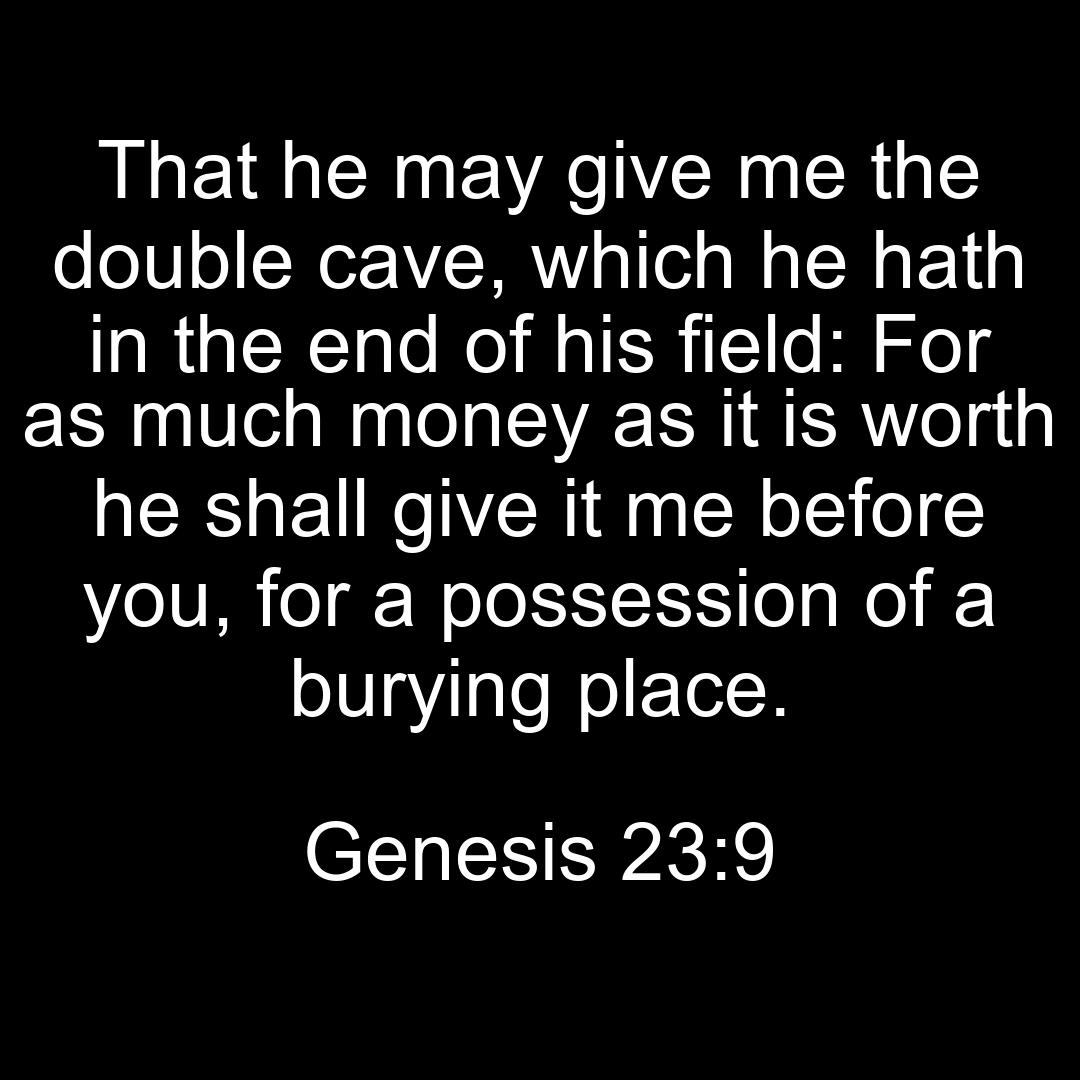 That he may give me the
double cave, which he hath
in the end of his field: For
as much money as it is worth
he shall give it me before
you, for a possession of a
burying place.
Genesis 23:9